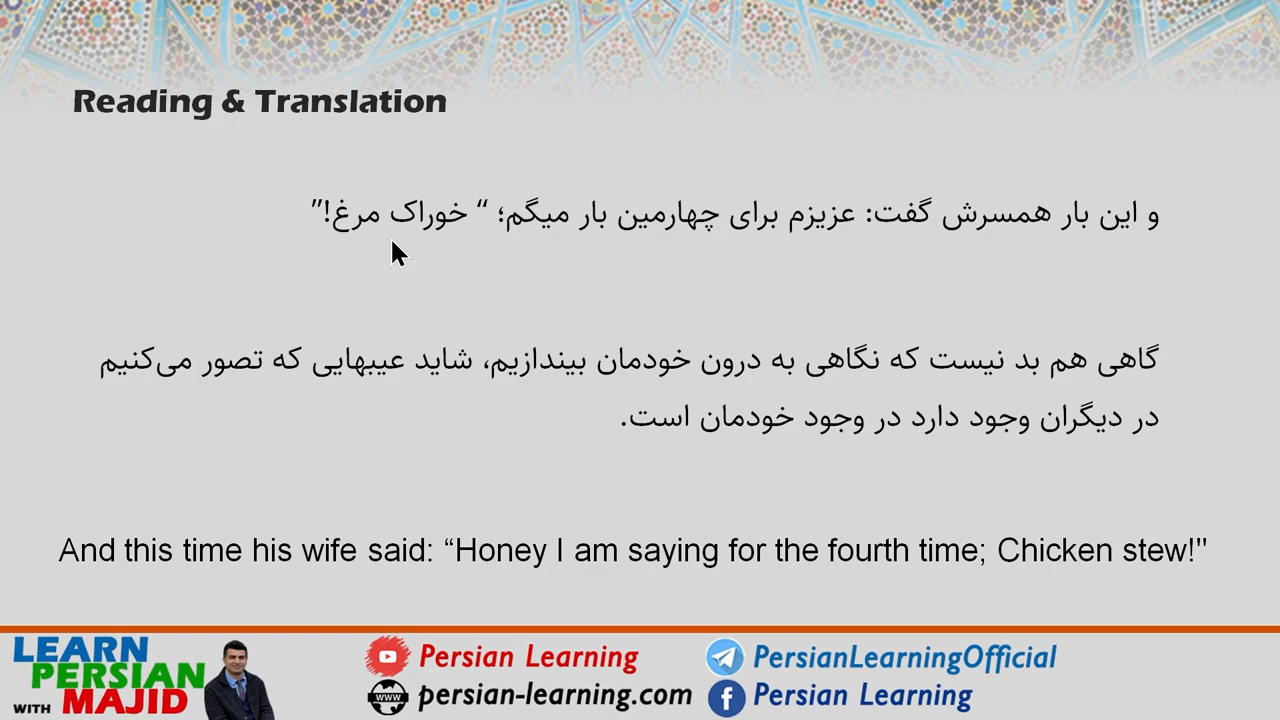 Reading & Translation
و این بار همسرش گفت: عزیزم برای چهارمین بار میگم؛ “ خوراک مرغ!”
گاهی هم بد نیست که نگاهی به درون خودمان بیندازیم، شاید عیبهایی که تصور می‌کنیم
در دیگران وجود دارد در وجود خودمان است.
And this time his wife said: “Honey I am saying for the fourth time; Chicken stew!"
LEARN
PERSIAN
WITH MAJID
Persian Learning
www persian-learning.com
PersianLearningOfficial
Persian Learning